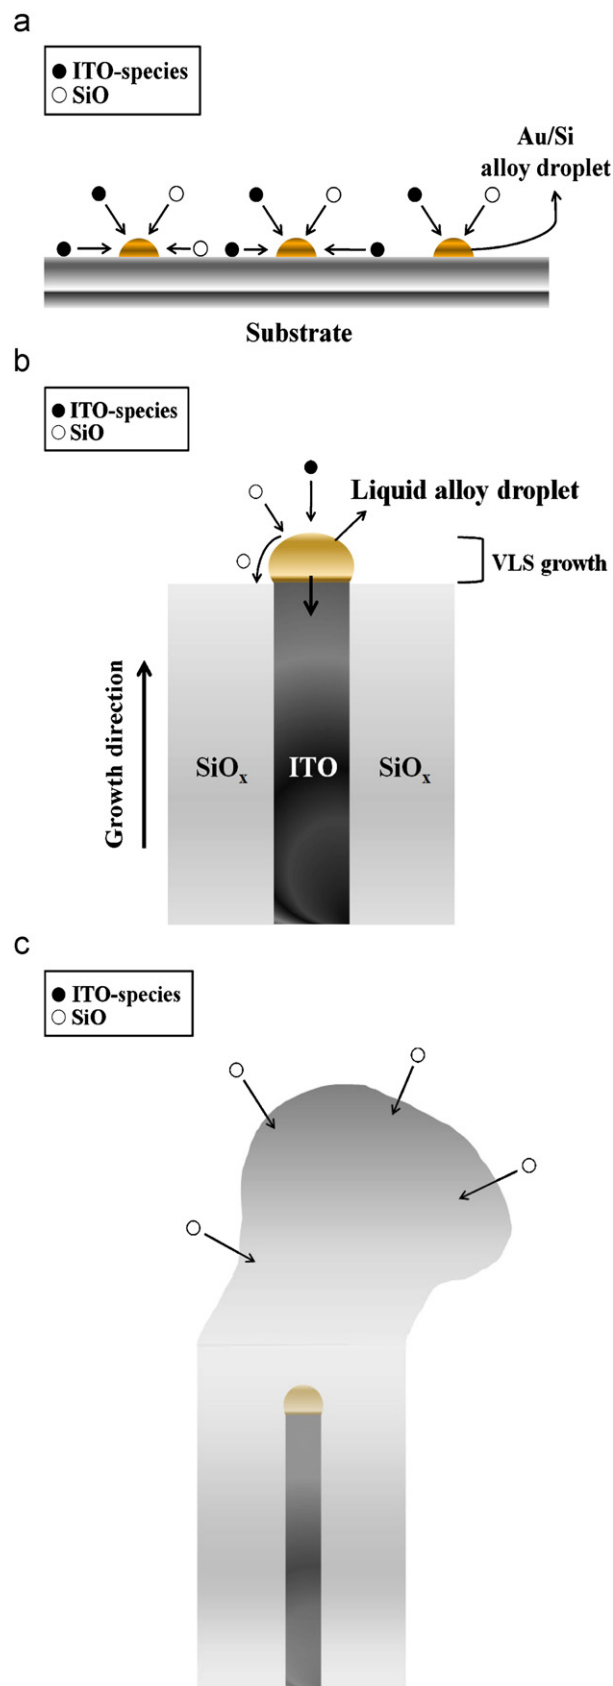 a
ITO-species
SiO
Au/Si
alloy droplet
Substrate
b
ITO-species
SiO
Liquid alloy droplet
VLS growth
Growth direction
SiOx
ITO
SiOx
c
ITO-species
SiO